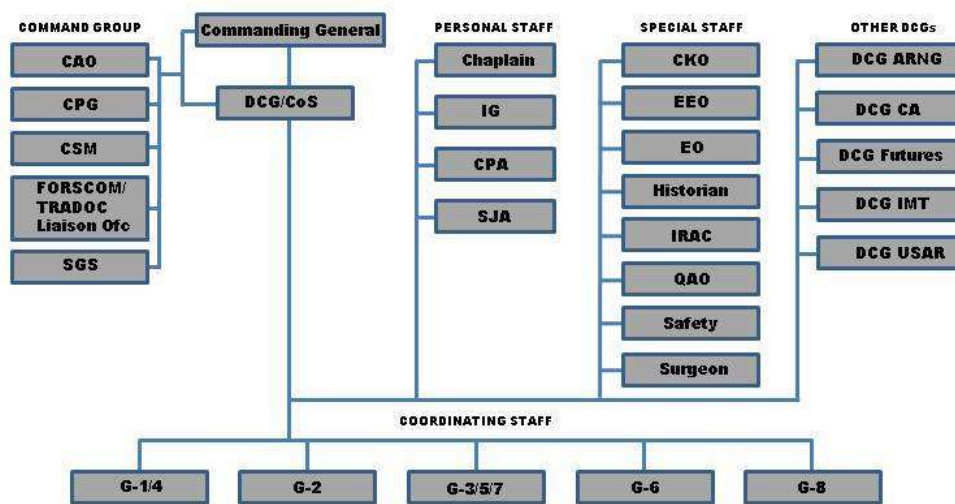 COMMAND GROUP
CAO
CPG
CSM
FORSCOM/
TRADOC
Liaison Ofc
SGS
Commanding General
DCG/CoS
PERSONAL STAFF
Chaplain
IG
CPA
SJA
SPECIAL STAFF
CKO
EEO
EO
Historian
IRAC
QAO
Safety
Surgeon
OTHER DCGs
DCG ARNG
DCG CA
DCG Futures
DCG IMT
DCG USAR
COORDINATING STAFF
G-1/4
G-2
G-3/5/7
G-6
G-8